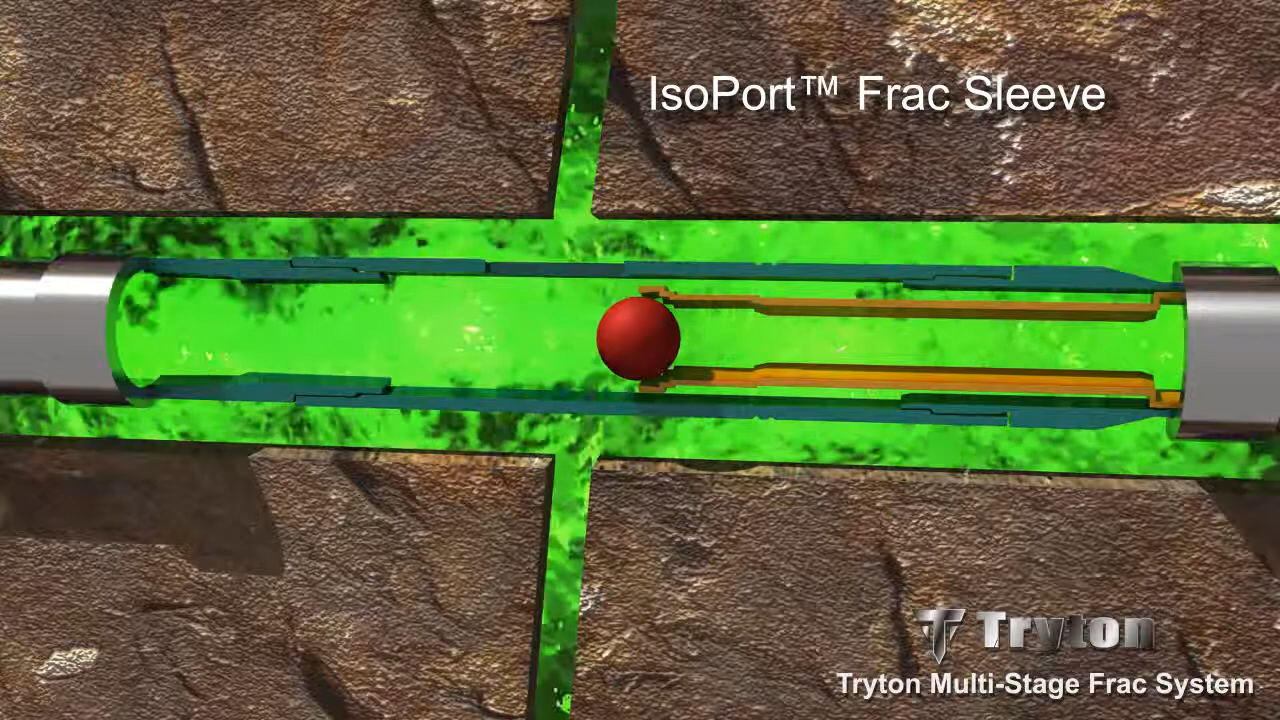 IsoPort™ Frac Sleeve
Tryton
Tryton Multi-Stage Frac System